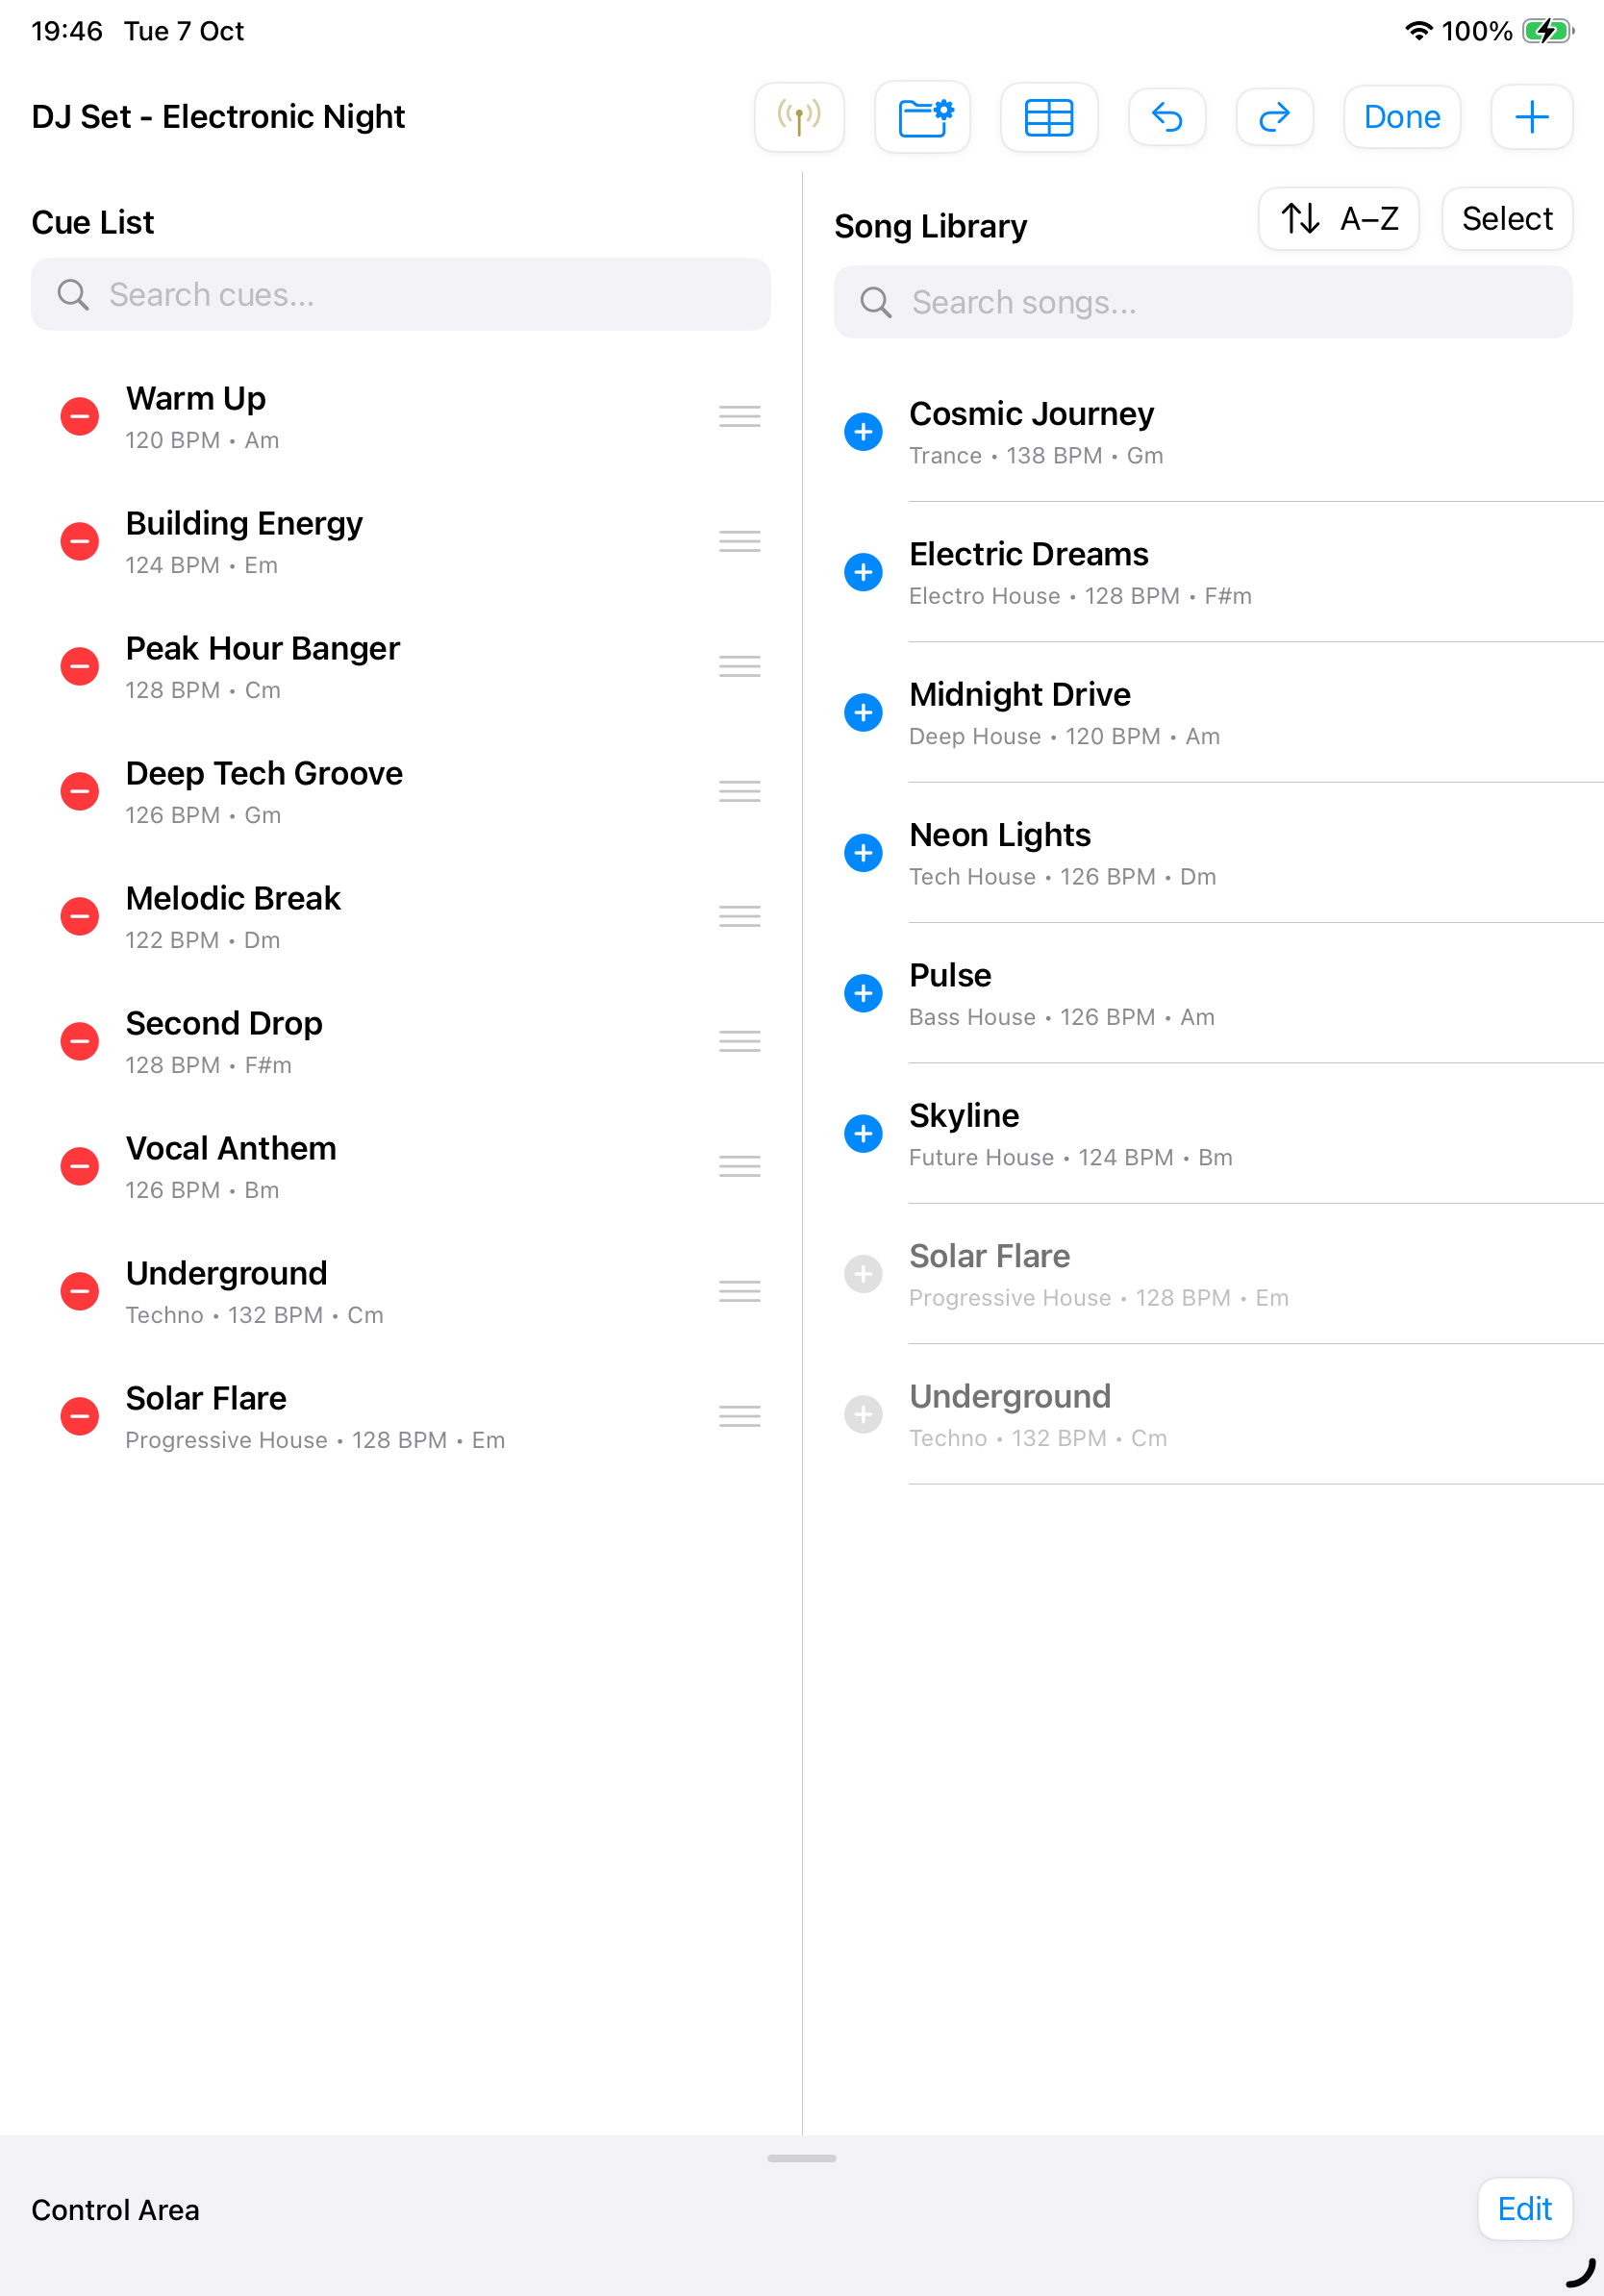 19:46 Tue 7 Oct
100%
DJ Set - Electronic Night
Done
Cue List
Search cues...
Warm Up
120 BPM • Am
Building Energy
124 BPM • Em
Peak Hour Banger
128 BPM • Cm
Deep Tech Groove
126 BPM • Gm
Melodic Break
122 BPM • Dm
Second Drop
128 BPM • F#m
Vocal Anthem
126 BPM • Bm
Underground
Techno • 132 BPM • Cm
Solar Flare
Progressive House • 128 BPM • Em
Song Library
A–Z
Select
Search songs...
Cosmic Journey
Trance • 138 BPM • Gm
Electric Dreams
Electro House • 128 BPM • F#m
Midnight Drive
Deep House • 120 BPM • Am
Neon Lights
Tech House • 126 BPM • Dm
Pulse
Bass House • 126 BPM • Am
Skyline
Future House • 124 BPM • Bm
Solar Flare
Progressive House • 128 BPM • Em
Underground
Techno • 132 BPM • Cm
Control Area
Edit